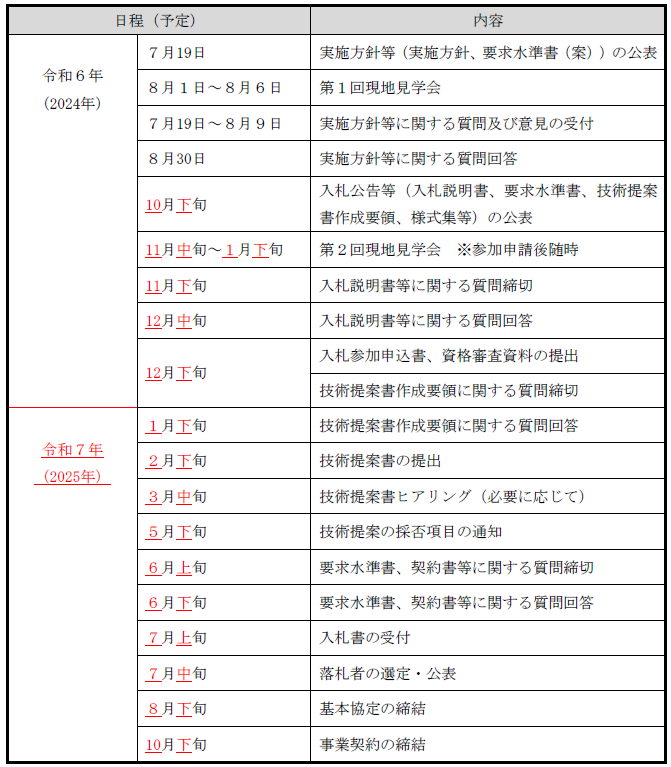 日程（予定）　内容
令和６年
（2024年）
７月19日　実施方針等（実施方針、要求水準書（案））の公表
８月１日～８月６日　第１回現地見学会
７月19日～８月９日　実施方針等に関する質問及び意見の受付
８月30日　実施方針等に関する質問回答
10月下旬　入札公告等（入札説明書、要求水準書、技術提案
書作成要領、様式集等）の公表
11月中旬～１月下旬　第２回現地見学会　※参加申請後随時
11月下旬　入札説明書等に関する質問締切
12月中旬　入札説明書等に関する質問回答
12月下旬　入札参加申込書、資格審査資料の提出
技術提案書作成要領に関する質問締切
令和７年
（2025年）
１月下旬　技術提案書作成要領に関する質問回答
２月下旬　技術提案書の提出
３月中旬　技術提案書ヒアリング（必要に応じて）
５月下旬　技術提案の採否項目の通知
６月上旬　要求水準書、契約書等に関する質問締切
６月下旬　要求水準書、契約書等に関する質問回答
７月上旬　入札書の受付
７月中旬　落札者の選定・公表
８月下旬　基本協定の締結
10月下旬　事業契約の締結